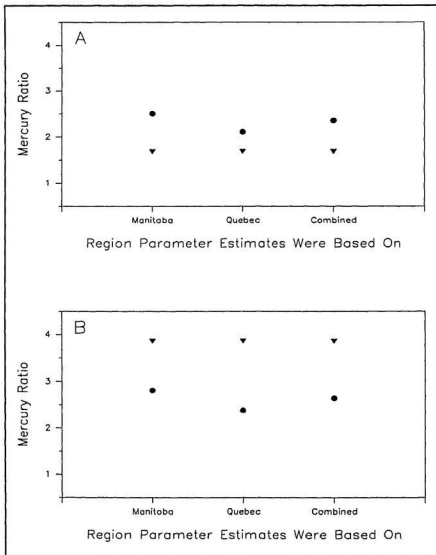 A
4
3
2
1
Mercury Ratio
Manitoba Quebec Combined
Region Parameter Estimates Were Based On
B
4
3
2
1
Mercury Ratio
Manitoba Quebec Combined
Region Parameter Estimates Were Based On